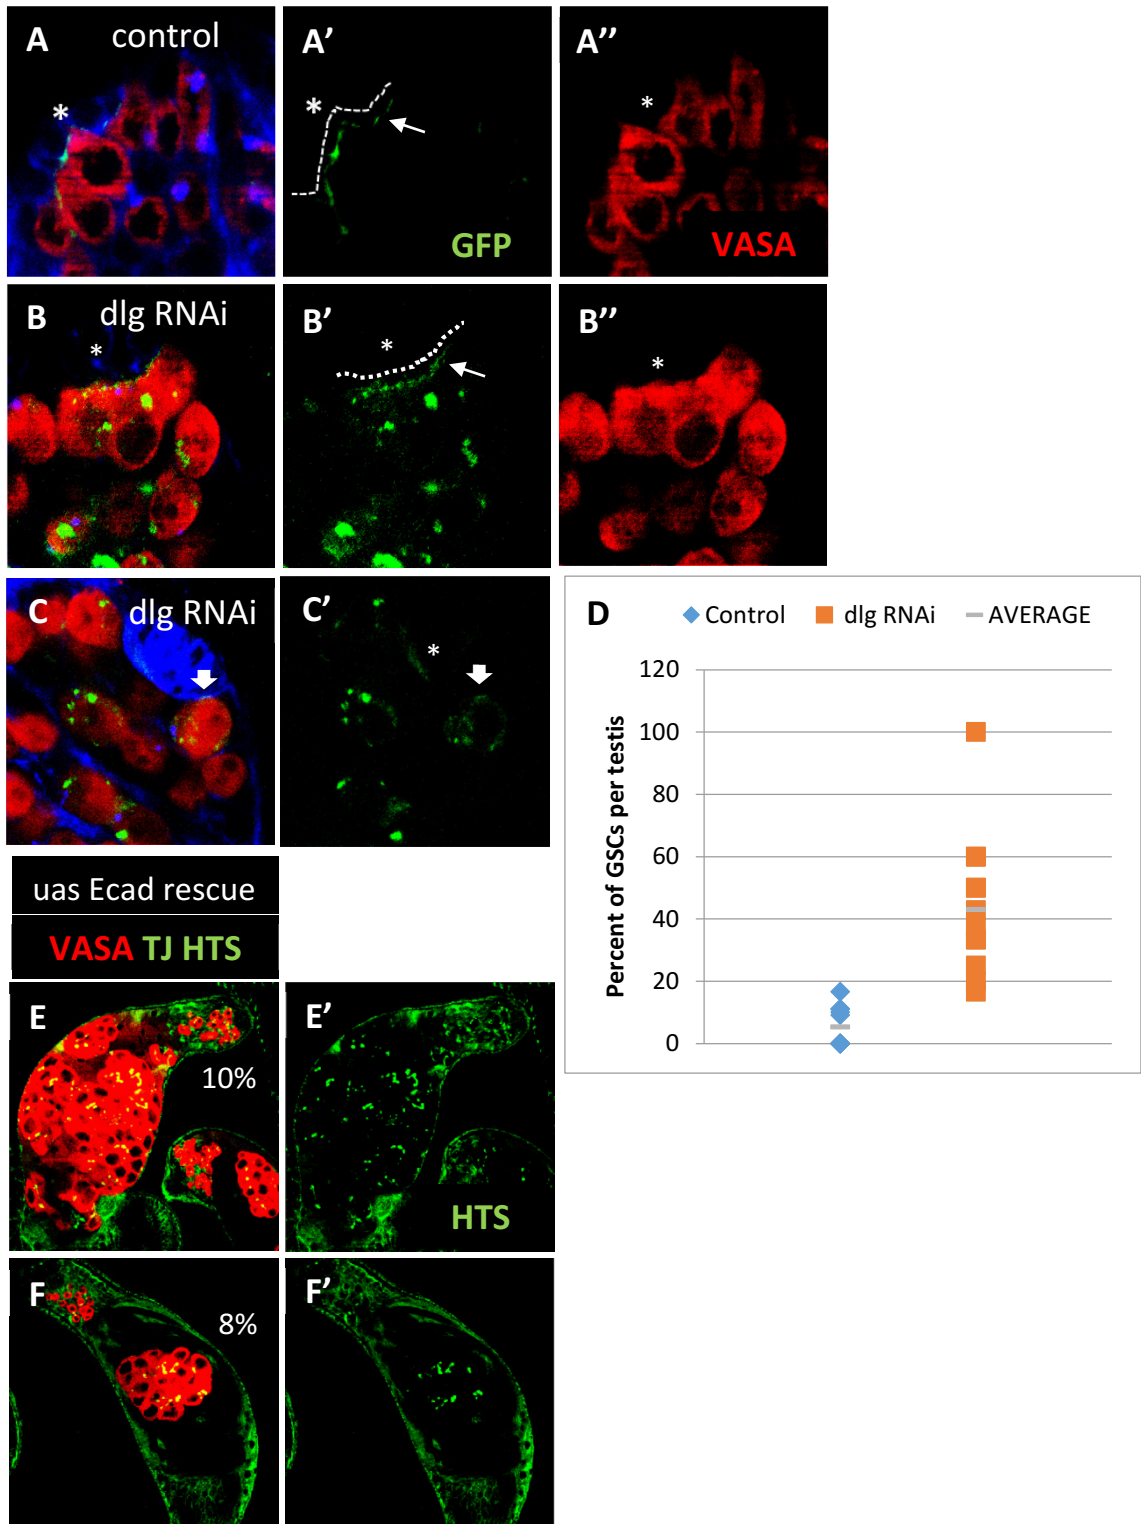 A control
*
A'
*
GFP
A''
*
VASA
B dlg RNAi
*
B'
*
B''
*
C dlg RNAi
C'
*
D
Control dlg RNAi AVERAGE
Percent of GSCs per testis
120
100
80
60
40
20
0
uas Ecad rescue
VASA TJ HTS
E
10%
E'
HTS
F
8%
F'